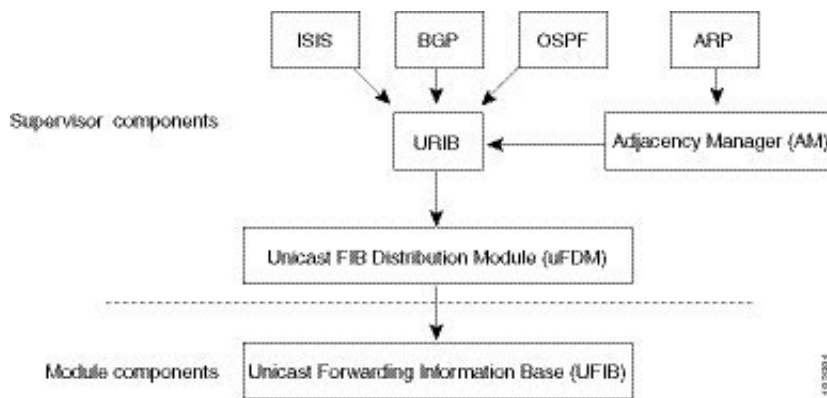 ISIS
BGP
OSPF
ARP
Supervisor components
URIB
Adjacency Manager (AM)
Unicast FIB Distribution Module (uFDM)
Module components
Unicast Forwarding Information Base (UFIB)